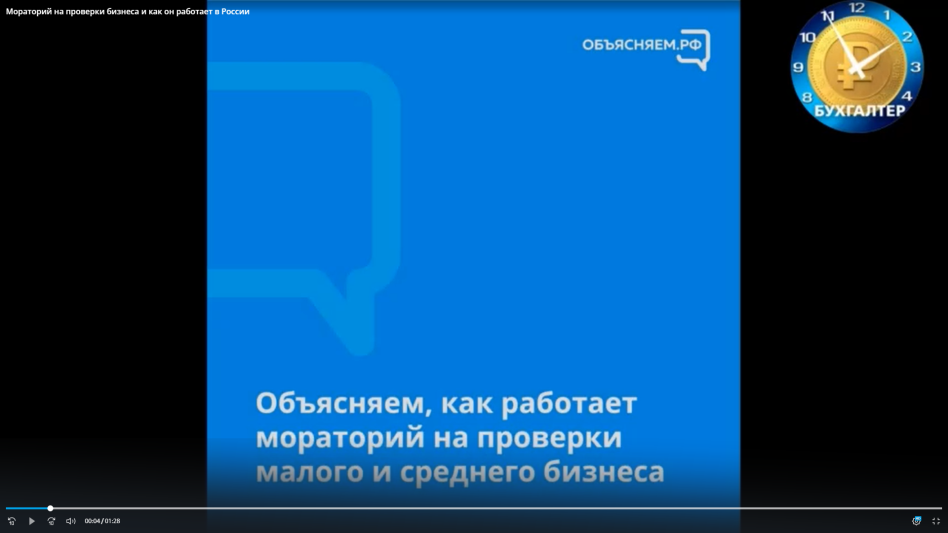 Мораторий на проверки бизнеса и как он работает в России
ОБЪЯСНЯЕМ.РФ
11 12 1
10 2
9 3
8 4
БУХГАЛТЕР
Объясняем, как работает
мораторий на проверки
малого и среднего бизнеса
00:04 / 01:28